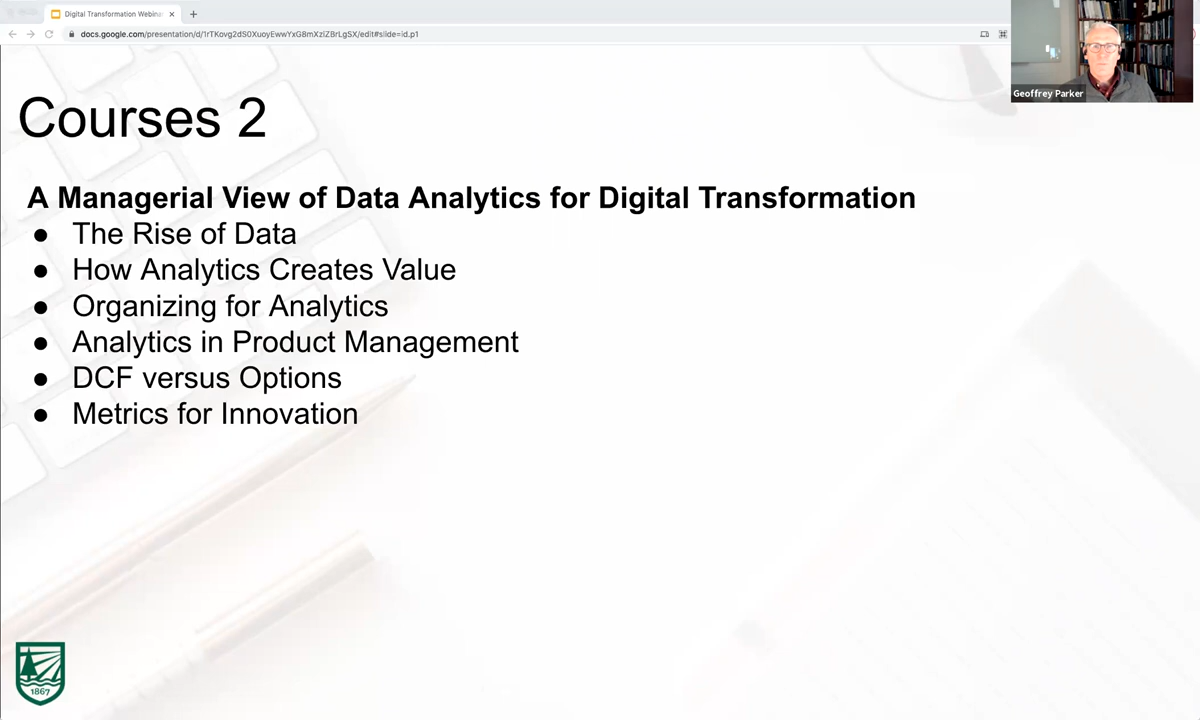 Digital Transformation Webina
docs.google.com/presentation/d/1rTKovg2dS0XuoyEwwYxG8mXziZBrLgSX/edit#slide=id.p1
Geoffrey Parker
Courses 2
A Managerial View of Data Analytics for Digital Transformation
● The Rise of Data
● How Analytics Creates Value
● Organizing for Analytics
● Analytics in Product Management
● DCF versus Options
● Metrics for Innovation
1867